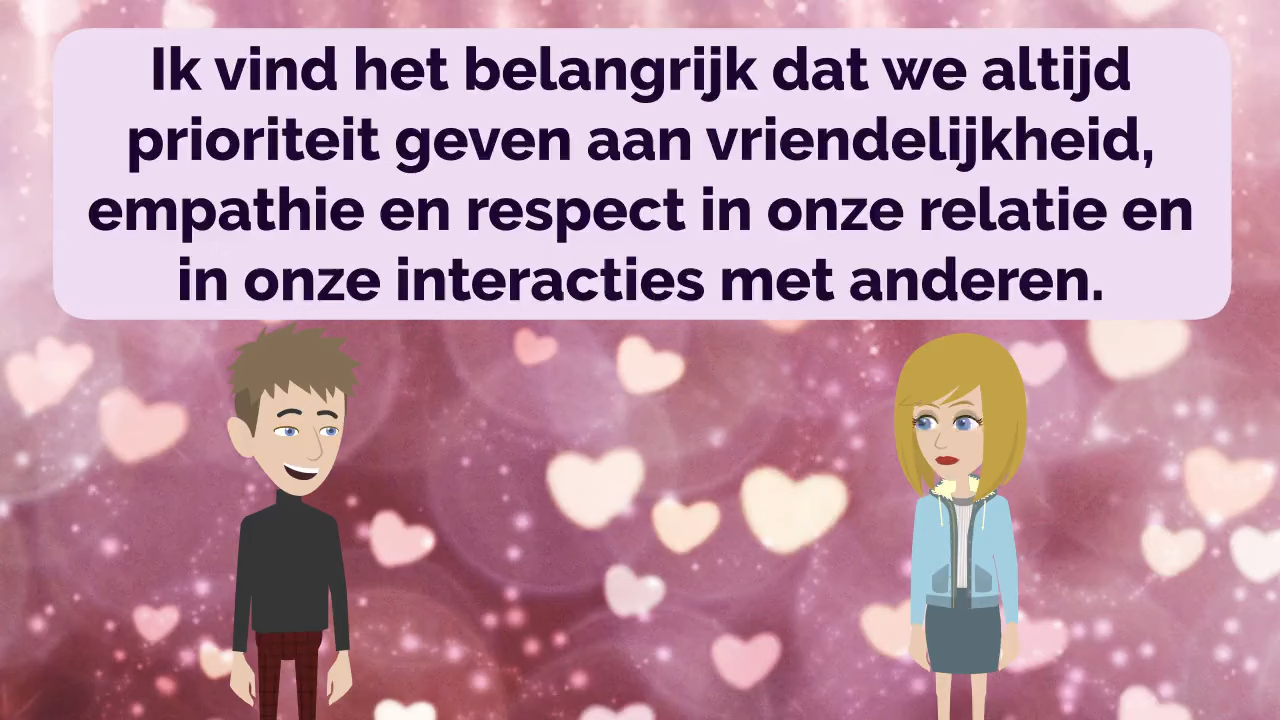 Ik vind het belangrijk dat we altijd
prioriteit geven aan vriendelijkheid,
empathie en respect in onze relatie en
in onze interacties met anderen.